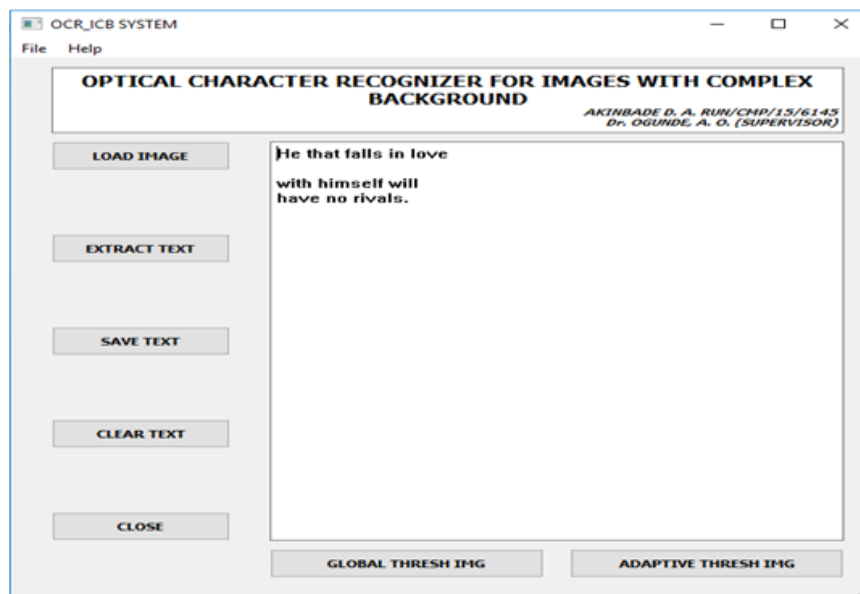 OCR_ICB SYSTEM
File Help
OPTICAL CHARACTER RECOGNIZER FOR IMAGES WITH COMPLEX
BACKGROUND
AKINBADE D. A. RUN/CMP/15/6145
Dr. OGUNDE, A. O. (SUPERVISOR)
LOAD IMAGE
He that falls in love
with himself will
have no rivals.
EXTRACT TEXT
SAVE TEXT
CLEAR TEXT
CLOSE
GLOBAL THRESH IMG
ADAPTIVE THRESH IMG